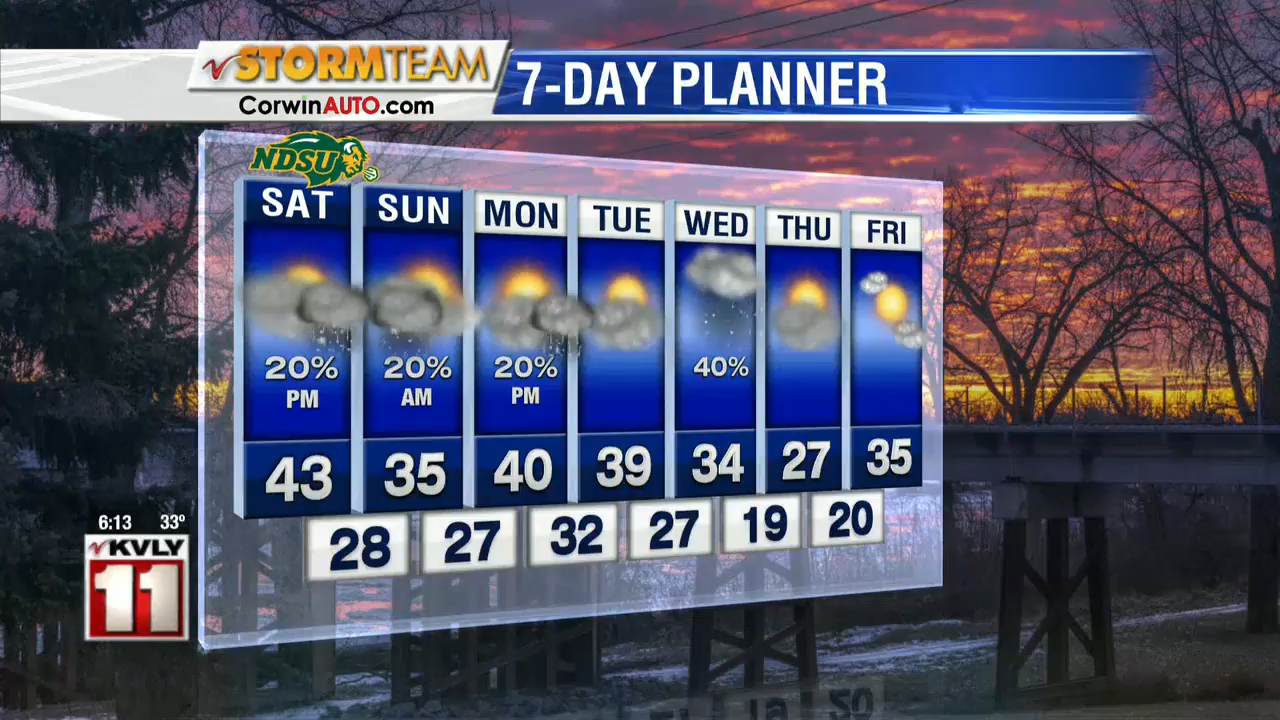 STORMTEAM
CorwinAUTO.com
7-DAY PLANNER
NDSU
SAT SUN MON TUE WED THU FRI
20% 20% 20% 40%
PM AM PM
43 35 40 39 34 27 35
28 27 32 27 19 20
6:13 33º
KVLY
11